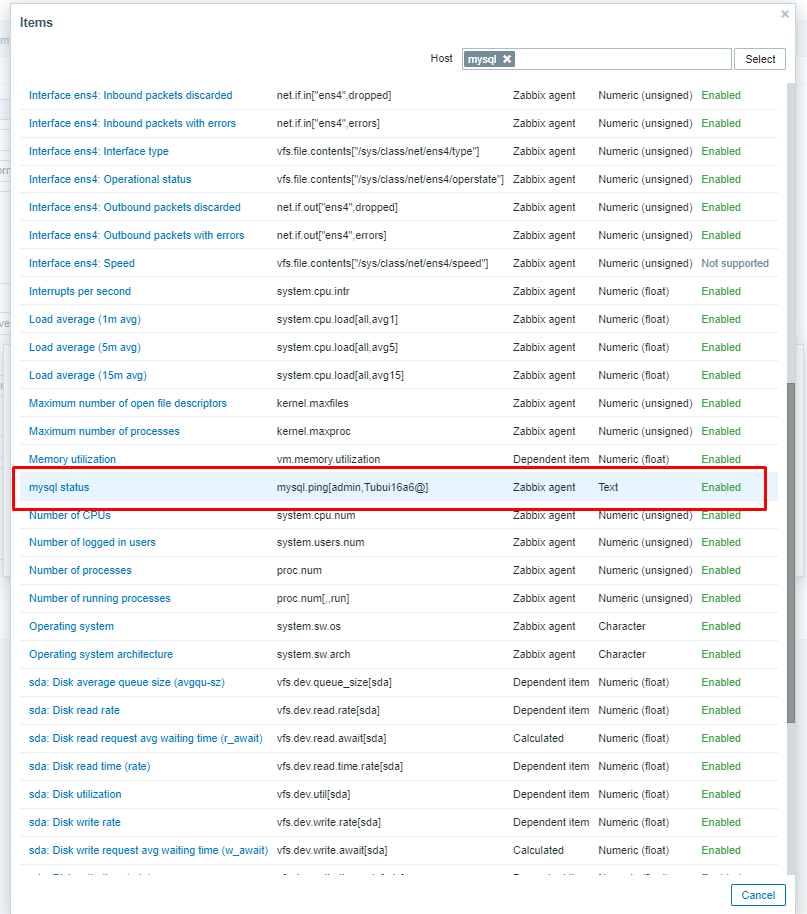 Items
Host mysql Select
Interface ens4: Inbound packets discarded net.if.in["ens4",dropped] Zabbix agent Numeric (unsigned) Enabled
Interface ens4: Inbound packets with errors net.if.in["ens4",errors] Zabbix agent Numeric (unsigned) Enabled
Interface ens4: Interface type vfs.file.contents["/sys/class/net/ens4/type"] Zabbix agent Numeric (unsigned) Enabled
Interface ens4: Operational status vfs.file.contents["/sys/class/net/ens4/operstate"] Zabbix agent Numeric (unsigned) Enabled
Interface ens4: Outbound packets discarded net.if.out["ens4",dropped] Zabbix agent Numeric (unsigned) Enabled
Interface ens4: Outbound packets with errors net.if.out["ens4",errors] Zabbix agent Numeric (unsigned) Enabled
Interface ens4: Speed vfs.file.contents["/sys/class/net/ens4/speed"] Zabbix agent Numeric (unsigned) Not supported
Interrupts per second system.cpu.intr Zabbix agent Numeric (float) Enabled
Load average (1m avg) system.cpu.load[all,avg1] Zabbix agent Numeric (float) Enabled
Load average (5m avg) system.cpu.load[all,avg5] Zabbix agent Numeric (float) Enabled
Load average (15m avg) system.cpu.load[all,avg15] Zabbix agent Numeric (float) Enabled
Maximum number of open file descriptors kernel.maxfiles Zabbix agent Numeric (unsigned) Enabled
Maximum number of processes kernel.maxproc Zabbix agent Numeric (unsigned) Enabled
Memory utilization vm.memory.utilization Dependent item Numeric (float) Enabled
mysql status mysql.ping[admin,Tubui16a6@] Zabbix agent Text Enabled
Number of CPUs system.cpu.num Zabbix agent Numeric (unsigned) Enabled
Number of logged in users system.users.num Zabbix agent Numeric (unsigned) Enabled
Number of processes proc.num Zabbix agent Numeric (unsigned) Enabled
Number of running processes proc.num[,,run] Zabbix agent Numeric (unsigned) Enabled
Operating system system.sw.os Zabbix agent Character Enabled
Operating system architecture system.sw.arch Zabbix agent Character Enabled
sda: Disk average queue size (avgqu-sz) vfs.dev.queue_size[sda] Dependent item Numeric (float) Enabled
sda: Disk read rate vfs.dev.read.rate[sda] Dependent item Numeric (float) Enabled
sda: Disk read request avg waiting time (r_await) vfs.dev.read.await[sda] Calculated Numeric (float) Enabled
sda: Disk read time (rate) vfs.dev.read.time.rate[sda] Dependent item Numeric (float) Enabled
sda: Disk utilization vfs.dev.util[sda] Dependent item Numeric (float) Enabled
sda: Disk write rate vfs.dev.write.rate[sda] Dependent item Numeric (float) Enabled
sda: Disk write request avg waiting time (w_await) vfs.dev.write.await[sda] Calculated Numeric (float) Enabled
Cancel